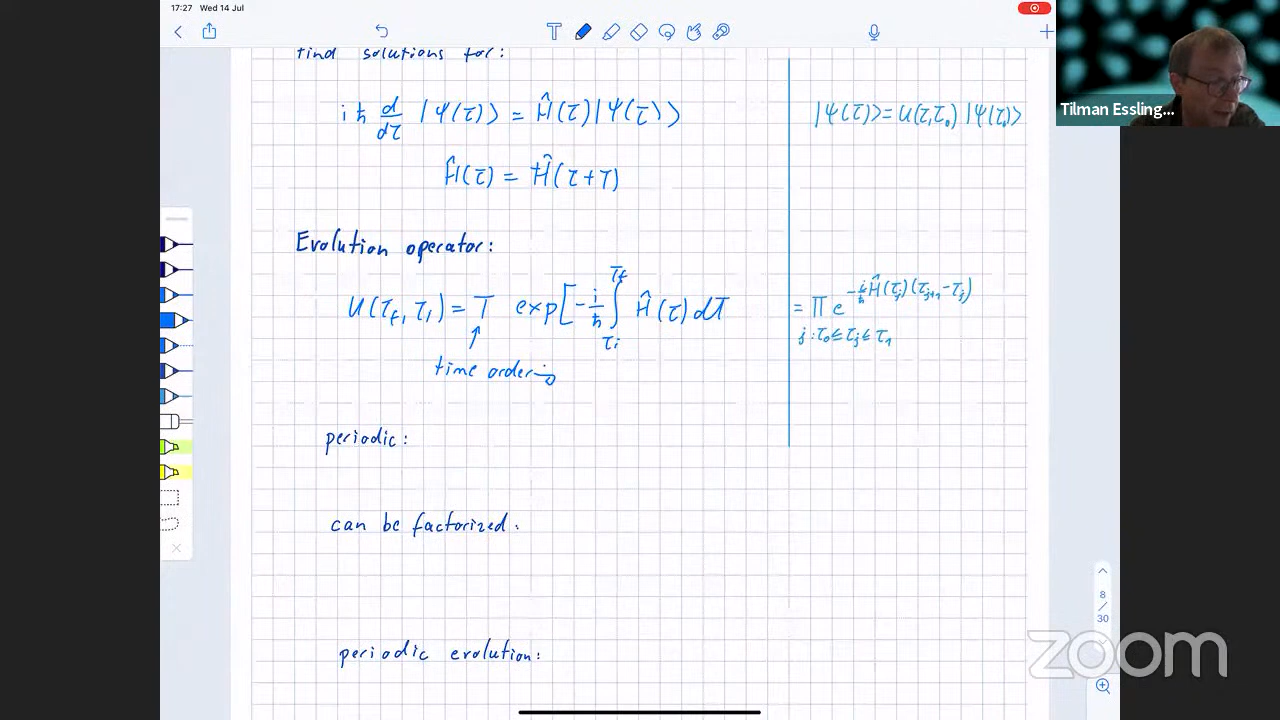 17:27 Wed 14 Jul
find solutions for:
iħ d/dτ |Ψ(τ)⟩ = Ĥ(τ)|Ψ(τ)⟩
|Ψ(τ)⟩ = U(τ,τ₀) |Ψ(τ₀)⟩
Ĥ(τ) = Ĥ(τ+T)
Evolution operator:
U(τf, τi) = T exp[-i/ħ ∫τi^τf Ĥ(τ)dτ
= Π e^(-i/ħ Ĥ(τj)(τj+1 - τj))
j: τ₀ ≤ τj ≤ τ₁
↑
time ordering
periodic:
can be factorized:
periodic evolution:
8
/
30
Tilman Essling...
zoom